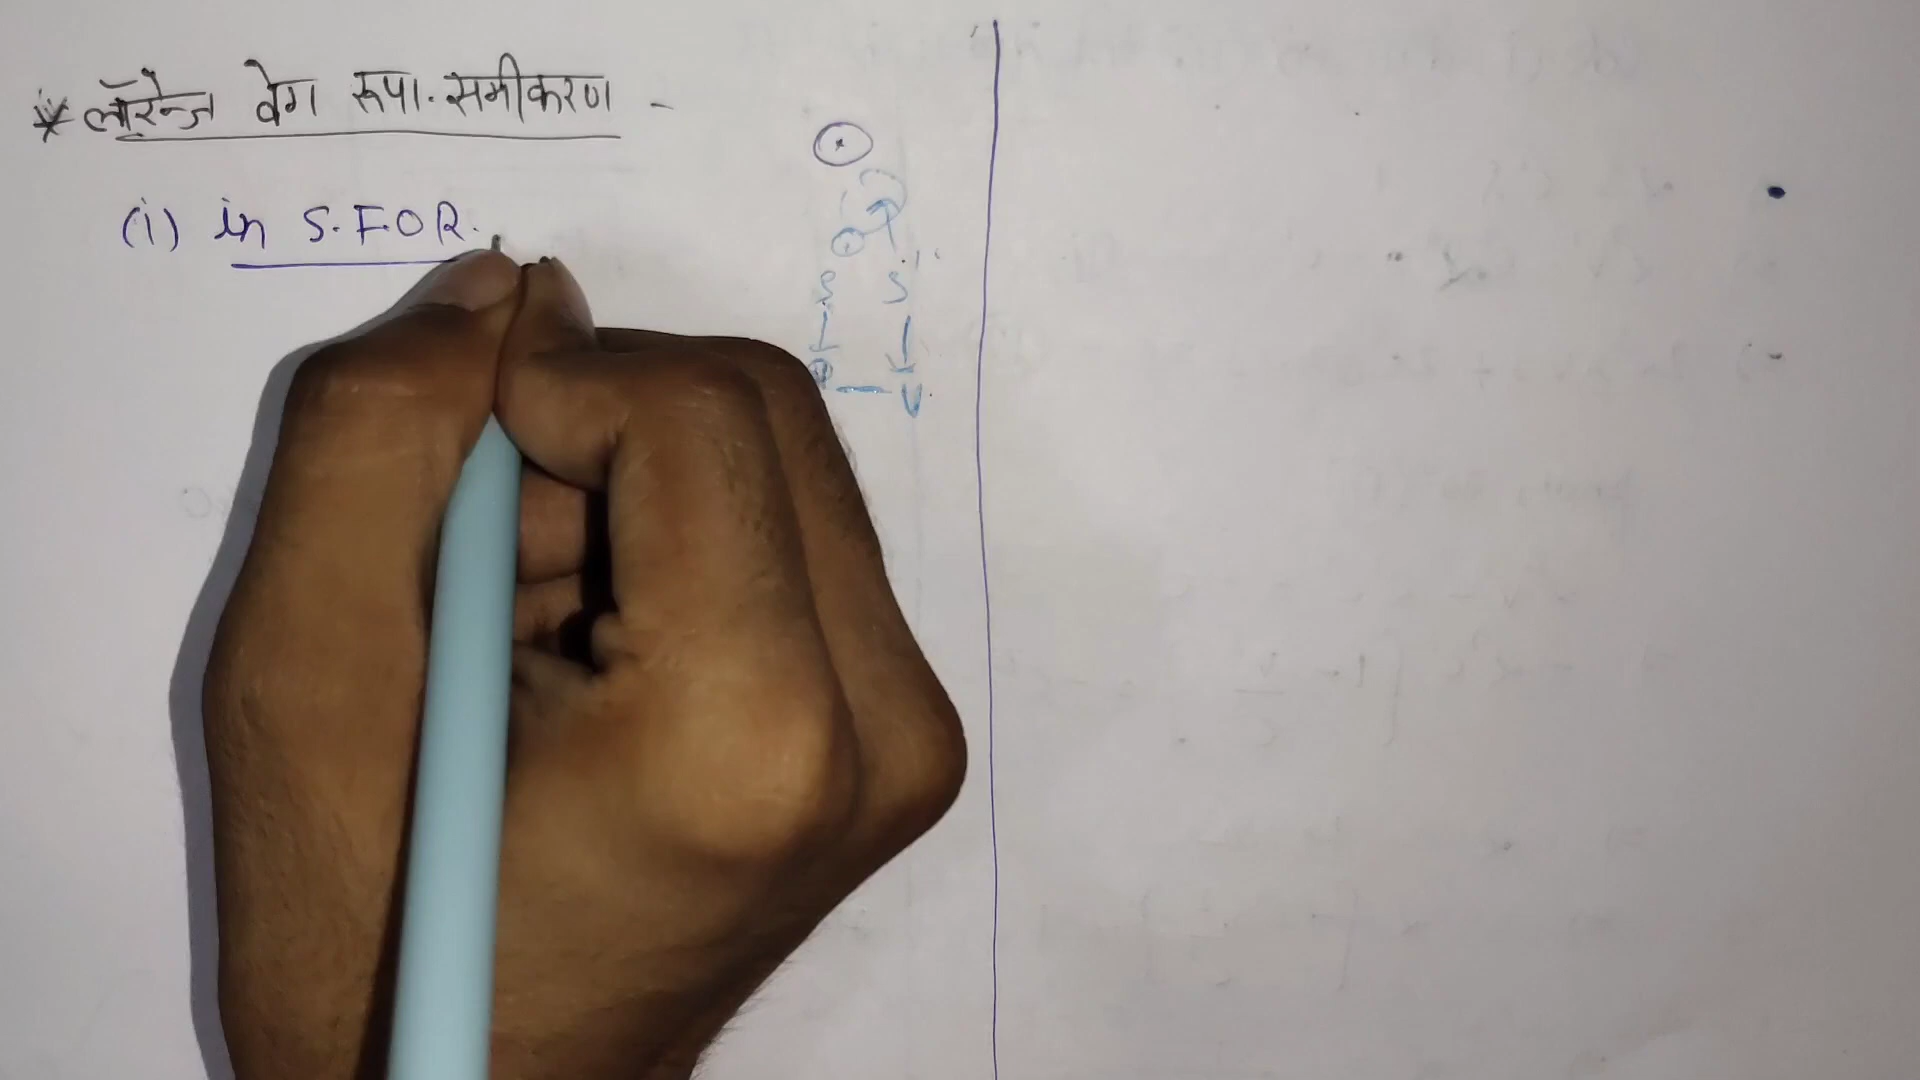 * लॉरेन्ज वेग रूपा. समीकरण -
(i) in S.F.O.R.